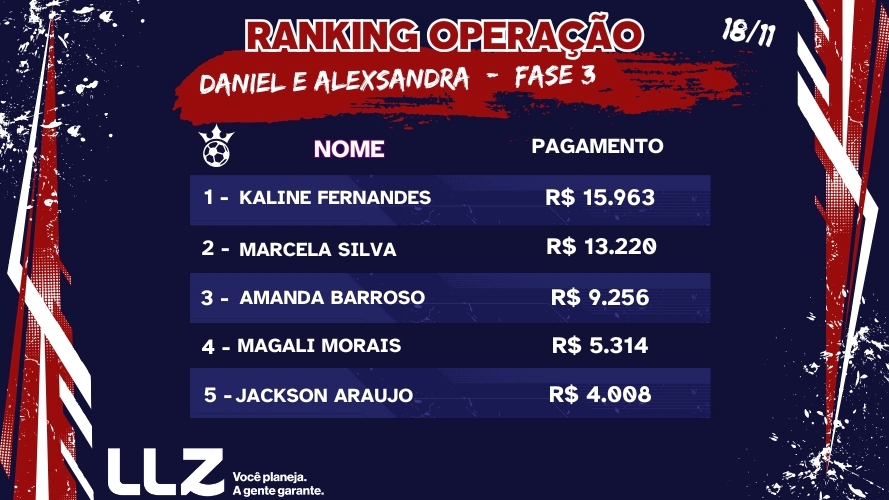 RANKING OPERAÇÃO
18/11
DANIEL E ALEXSANDRA - FASE 3
NOME PAGAMENTO
1 - KALINE FERNANDES R$ 15.963
2 - MARCELA SILVA R$ 13.220
3 - AMANDA BARROSO R$ 9.256
4 - MAGALI MORAIS R$ 5.314
5 - JACKSON ARAUJO R$ 4.008
LLZ
Você planeja.
A gente garante.